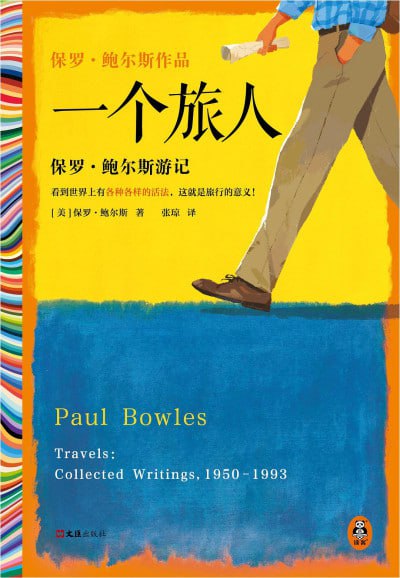 保罗·鲍尔斯作品
一个旅人
保罗·鲍尔斯游记
看到世界上有各种各样的活法，这就是旅行的意义！
[美]保罗·鲍尔斯 著 张琼 译
Paul Bowles
Travels:
Collected Writings, 1950-1993
文汇出版社
读客